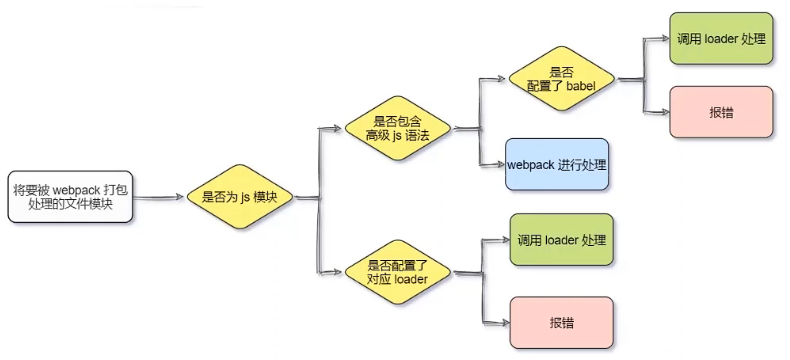 将要被 webpack 打包
处理的文件模块
是否为 js 模块
是否包含
高级 js 语法
是否
配置了 babel
调用 loader 处理
报错
webpack 进行处理
是否配置了
对应 loader
调用 loader 处理
报错